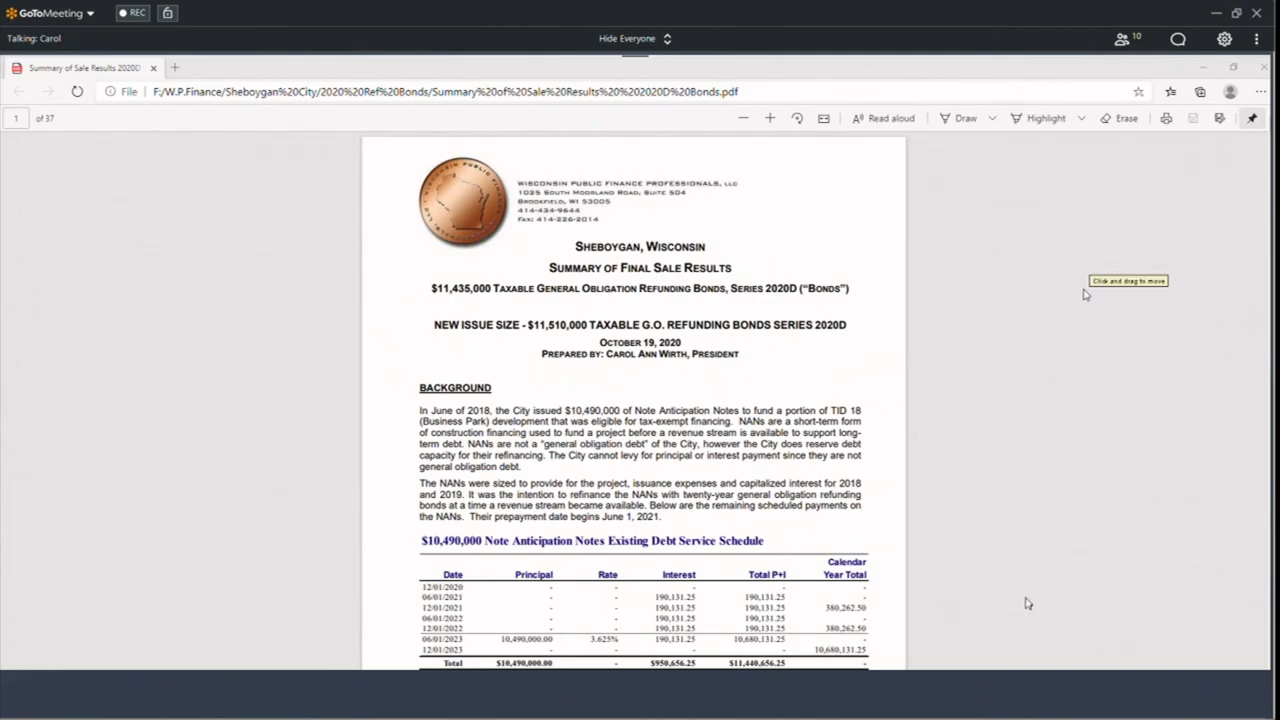 GoToMeeting
REC
Talking: Carol
Hide Everyone
10
Summary of Sale Results 2020D
File
F:/W.P.Finance/Sheboygan%20City/2020%20Ref%20Bonds/Summary%20of%20Sale%20Results%20%202020D%20Bonds.pdf
1 of 37
Read aloud
Draw
Highlight
Erase
WISCONSIN PUBLIC FINANCE PROFESSIONALS, LLC
1025 SOUTH MOORLAND ROAD, SUITE 504
BROOKFIELD, WI 53005
414-434-9644
FAX: 414-226-2014
SHEBOYGAN, WISCONSIN
SUMMARY OF FINAL SALE RESULTS
$11,435,000 TAXABLE GENERAL OBLIGATION REFUNDING BONDS, SERIES 2020D ("BONDS")
Click and drag to move
NEW ISSUE SIZE - $11,510,000 TAXABLE G.O. REFUNDING BONDS SERIES 2020D
OCTOBER 19, 2020
PREPARED BY: CAROL ANN WIRTH, PRESIDENT
BACKGROUND
In June of 2018, the City issued $10,490,000 of Note Anticipation Notes to fund a portion of TID 18
(Business Park) development that was eligible for tax-exempt financing. NANs are a short-term form
of construction financing used to fund a project before a revenue stream is available to support long-
term debt. NANs are not a "general obligation debt" of the City, however the City does reserve debt
capacity for their refinancing. The City cannot levy for principal or interest payment since they are not
general obligation debt.
The NANs were sized to provide for the project, issuance expenses and capitalized interest for 2018
and 2019. It was the intention to refinance the NANs with twenty-year general obligation refunding
bonds at a time a revenue stream became available. Below are the remaining scheduled payments on
the NANs. Their prepayment date begins June 1, 2021.
$10,490,000 Note Anticipation Notes Existing Debt Service Schedule
Calendar
Date Principal Rate Interest Total P+I Year Total
12/01/2020 - - - - -
06/01/2021 - - 190,131.25 190,131.25 -
12/01/2021 - - 190,131.25 190,131.25 380,262.50
06/01/2022 - - 190,131.25 190,131.25 -
12/01/2022 - - 190,131.25 190,131.25 380,262.50
06/01/2023 10,490,000.00 3.625% 190,131.25 10,680,131.25 -
12/01/2023 - - - - 10,680,131.25
Total $10,490,000.00 - $950,656.25 $11,440,656.25 -